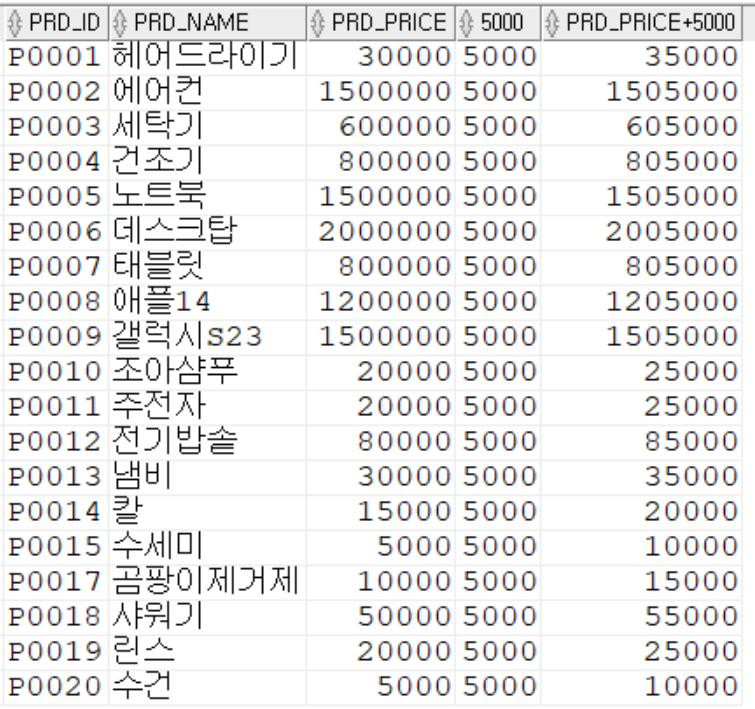 PRD_ID PRD_NAME PRD_PRICE 5000 PRD_PRICE+5000
P0001 헤어드라이기 30000 5000 35000
P0002 에어컨 1500000 5000 1505000
P0003 세탁기 600000 5000 605000
P0004 건조기 800000 5000 805000
P0005 노트북 1500000 5000 1505000
P0006 데스크탑 2000000 5000 2005000
P0007 태블릿 800000 5000 805000
P0008 애플14 1200000 5000 1205000
P0009 갤럭시S23 1500000 5000 1505000
P0010 조아샴푸 20000 5000 25000
P0011 주전자 20000 5000 25000
P0012 전기밥솥 80000 5000 85000
P0013 냄비 30000 5000 35000
P0014 칼 15000 5000 20000
P0015 수세미 5000 5000 10000
P0017 곰팡이제거제 10000 5000 15000
P0018 샤워기 50000 5000 55000
P0019 린스 20000 5000 25000
P0020 수건 5000 5000 10000